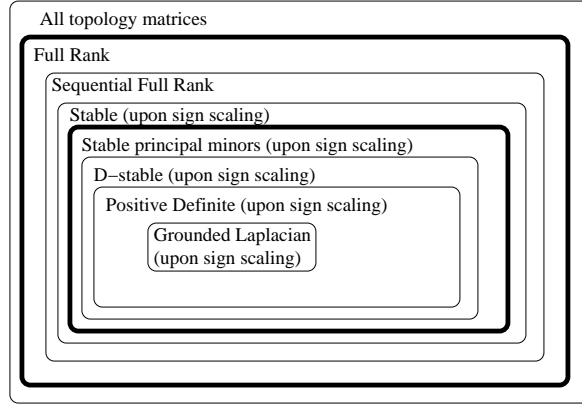 All topology matrices
Full Rank
Sequential Full Rank
Stable (upon sign scaling)
Stable principal minors (upon sign scaling)
D−stable (upon sign scaling)
Positive Definite (upon sign scaling)
Grounded Laplacian
(upon sign scaling)